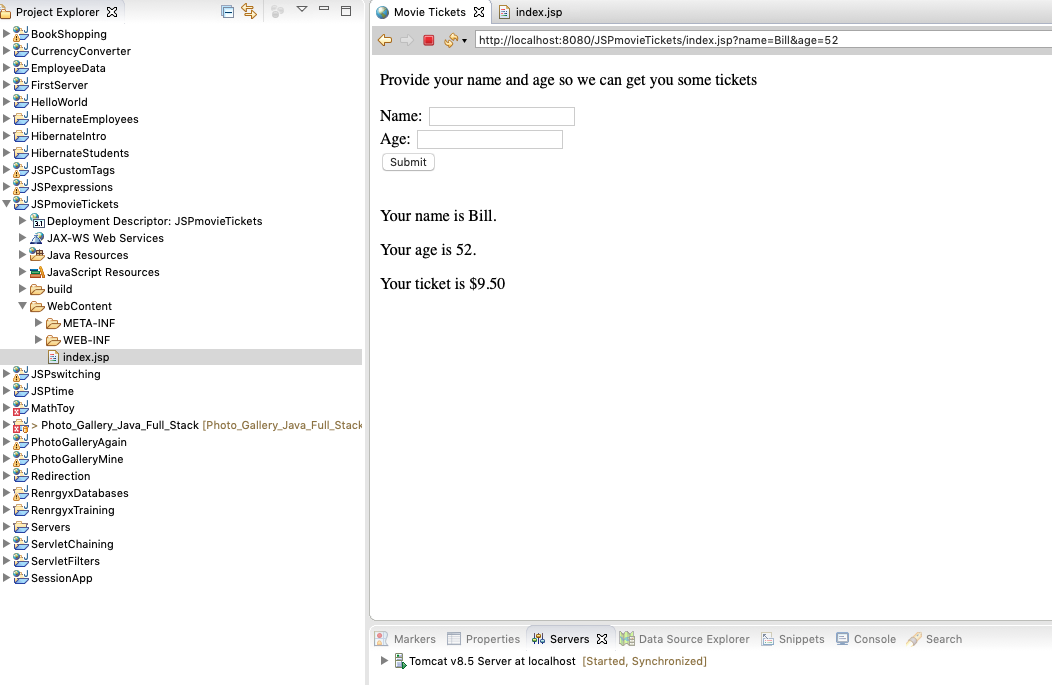 Project Explorer
BookShopping
CurrencyConverter
EmployeeData
FirstServer
HelloWorld
HibernateEmployees
HibernateIntro
HibernateStudents
JSPCustomTags
JSPexpressions
JSPmovieTickets
Deployment Descriptor: JSPmovieTickets
JAX-WS Web Services
Java Resources
JavaScript Resources
build
WebContent
META-INF
WEB-INF
index.jsp
JSPswitching
JSPtime
MathToy
> Photo_Gallery_Java_Full_Stack [Photo_Gallery_Java_Full_Stack
PhotoGalleryAgain
PhotoGalleryMine
Redirection
RenrgyxDatabases
RenrgyxTraining
Servers
ServletChaining
ServletFilters
SessionApp
Movie Tickets index.jsp
http://localhost:8080/JSPmovieTickets/index.jsp?name=Bill&age=52
Provide your name and age so we can get you some tickets
Name:
Age:
Submit
Your name is Bill.
Your age is 52.
Your ticket is $9.50
Markers Properties Servers Data Source Explorer Snippets Console Search
Tomcat v8.5 Server at localhost [Started, Synchronized]